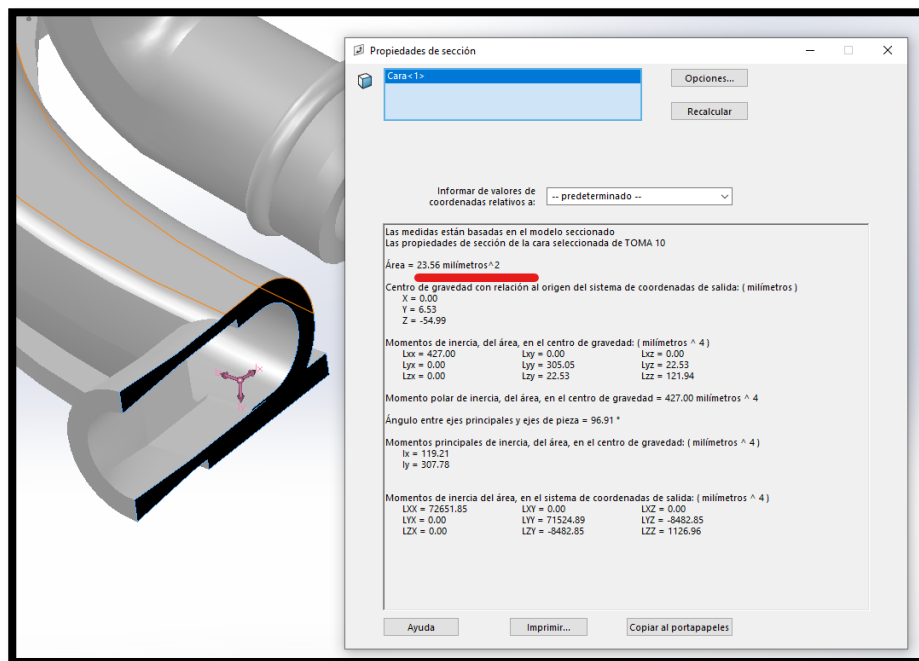 Propiedades de sección
Cara<1>
Opciones...
Recalcular
Informar de valores de
coordenadas relativos a:
-- predeterminado --
Las medidas están basadas en el modelo seccionado
Las propiedades de sección de la cara seleccionada de TOMA 10
Área = 23.56 milímetros^2
Centro de gravedad con relación al origen del sistema de coordenadas de salida: ( milímetros )
X = 0.00
Y = 6.53
Z = -54.99
Momentos de inercia, del área, en el centro de gravedad: ( milímetros ^ 4 )
Lxx = 427.00 Lxy = 0.00 Lxz = 0.00
Lyx = 0.00 Lyy = 305.05 Lyz = 22.53
Lzx = 0.00 Lzy = 22.53 Lzz = 121.94
Momento polar de inercia, del área, en el centro de gravedad = 427.00 milímetros ^ 4
Ángulo entre ejes principales y ejes de pieza = 96.91 °
Momentos principales de inercia, del área, en el centro de gravedad: ( milímetros ^ 4 )
Ix = 119.21
Iy = 307.78
Momentos de inercia del área, en el sistema de coordenadas de salida: ( milímetros ^ 4 )
LXX = 72651.85 LXY = 0.00 LXZ = 0.00
LYX = 0.00 LYY = 71524.89 LYZ = -8482.85
LZX = 0.00 LZY = -8482.85 LZZ = 1126.96
Ayuda
Imprimir...
Copiar al portapapeles